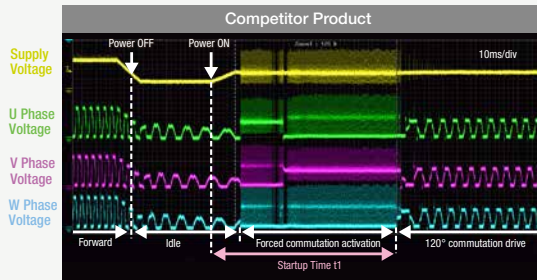 Competitor Product
Power OFF
Power ON
Supply
Voltage
10ms/div
U Phase
Voltage
V Phase
Voltage
W Phase
Voltage
Forward
Idle
Forced commutation activation
120° commutation drive
Startup Time t1